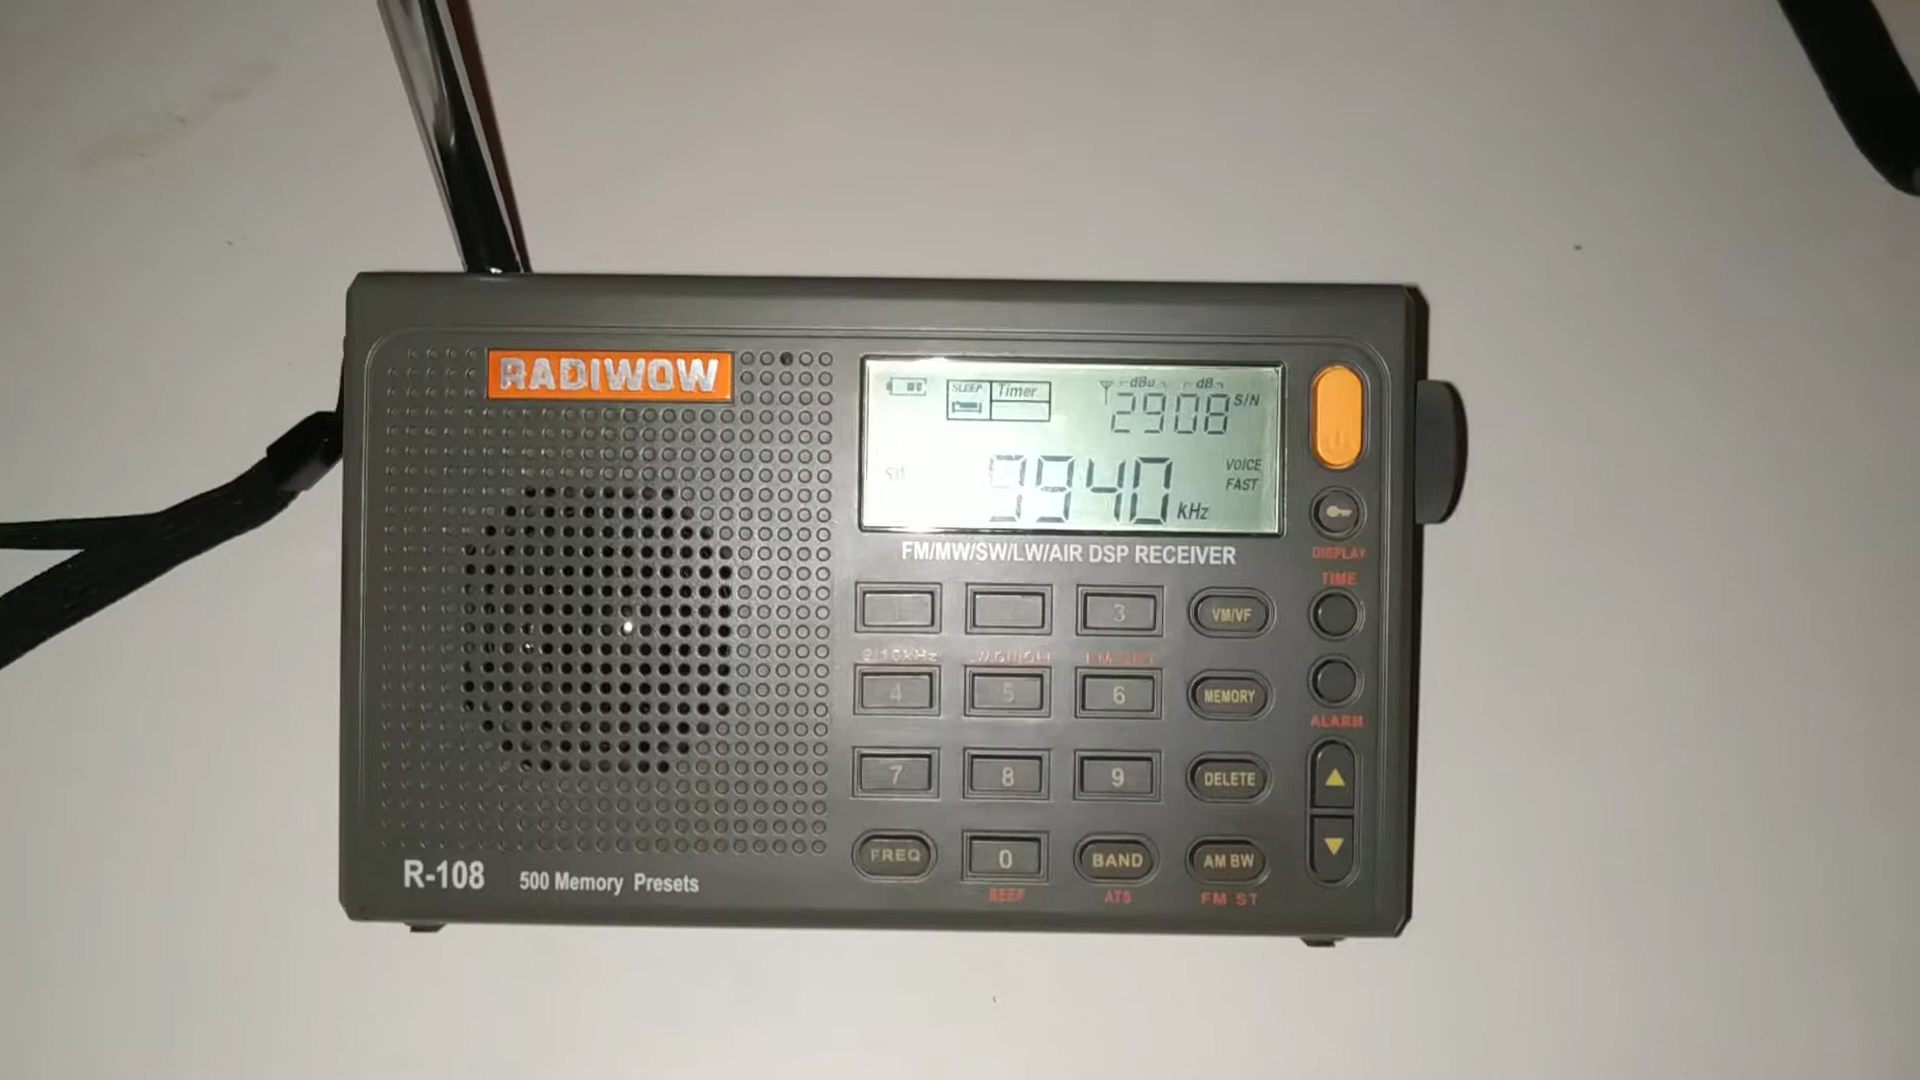 RADIWOW
SLEEP Timer
dBu dB
2908 S/N
SW
9940 kHz
VOICE
FAST
FM/MW/SW/LW/AIR DSP RECEIVER
DISPLAY
TIME
3 VM/VF
4 5 6 MEMORY
ALARM
7 8 9 DELETE
FREQ 0 BAND AM BW
BEEP ATS FM ST
R-108 500 Memory Presets